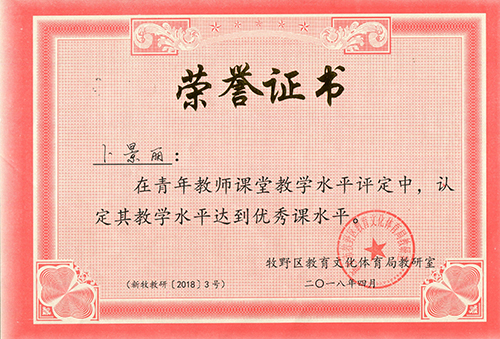 荣誉证书
卜景丽：
在青年教师课堂教学水平评定中，认
定其教学水平达到优秀课水平。
牧野区教育文化体育局教研室
（新牧教研〔2018〕3号）
二〇一八年四月